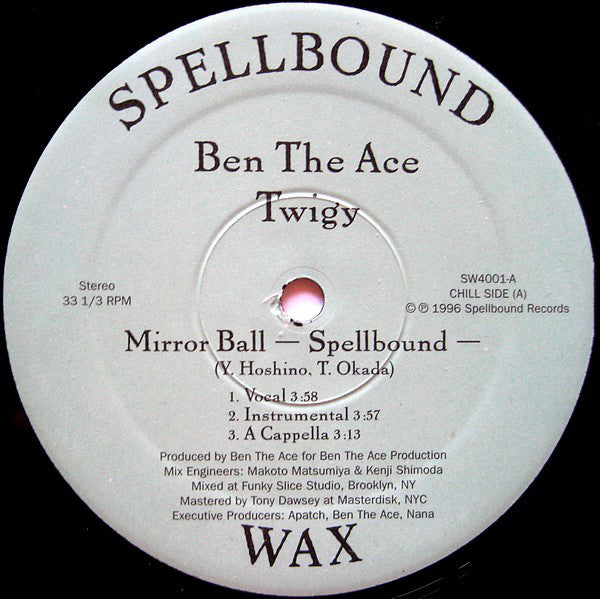 SPELLBOUND
Ben The Ace
Twigy
Stereo
33 1/3 RPM
SW4001-A
CHILL SIDE (A)
© ℗ 1996 Spellbound Records
Mirror Ball — Spellbound —
(Y. Hoshino, T. Okada)
1. Vocal 3:58
2. Instrumental 3:57
3. A Cappella 3:13
Produced by Ben The Ace for Ben The Ace Production
Mix Engineers: Makoto Matsumiya & Kenji Shimoda
Mixed at Funky Slice Studio, Brooklyn, NY
Mastered by Tony Dawsey at Masterdisk, NYC
Executive Producers: Apatch, Ben The Ace, Nana
WAX